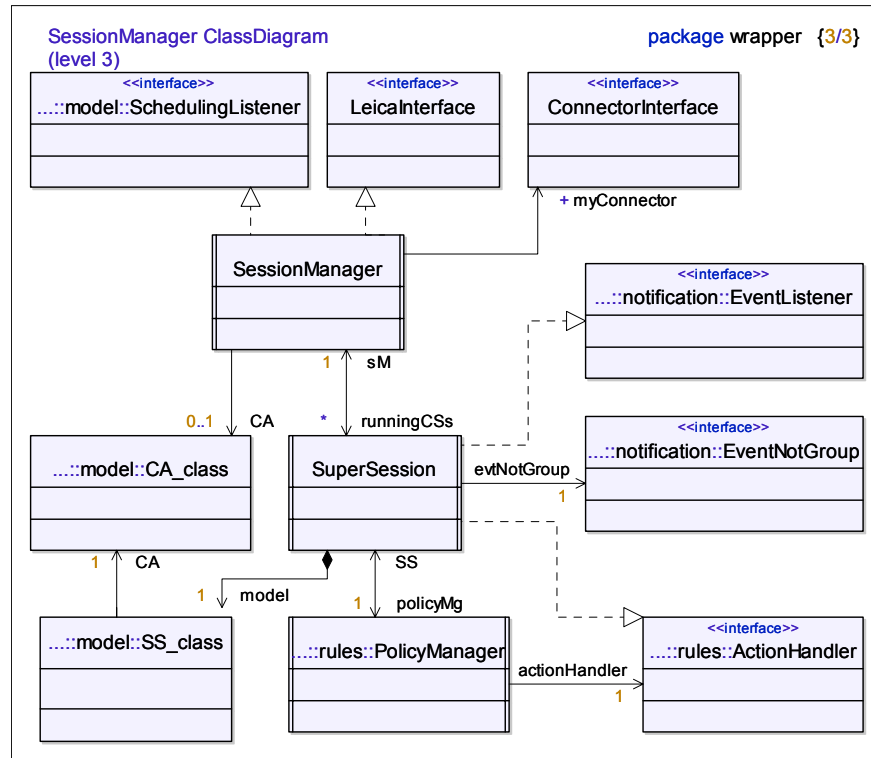 SessionManager ClassDiagram
(level 3)
package wrapper {3/3}
<<interface>>
...::model::SchedulingListener
<<interface>>
LeicaInterface
<<interface>>
ConnectorInterface
+ myConnector
SessionManager
<<interface>>
...::notification::EventListener
1
sM
0..1
CA
*
runningCSs
...::model::CA_class
SuperSession
evtNotGroup
1
<<interface>>
...::notification::EventNotGroup
1
CA
SS
1
model
1
policyMg
...::model::SS_class
...::rules::PolicyManager
actionHandler
1
<<interface>>
...::rules::ActionHandler